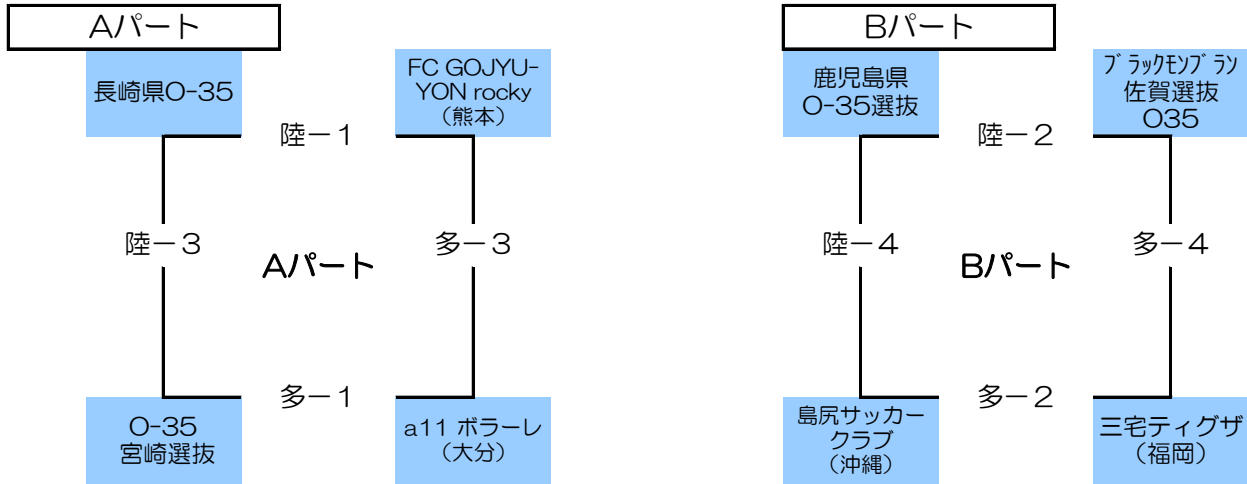 Aパート
長崎県O-35
FC GOJYU-
YON rocky
（熊本）
陸－1
陸－3
多－3
Aパート
多－1
O-35
宮崎選抜
a11 ボラーレ
（大分）
Bパート
鹿児島県
O-35選抜
ﾌﾞﾗｯｸﾓﾝﾌﾞﾗﾝ
佐賀選抜
O35
陸－2
陸－4
多－4
Bパート
多－2
島尻サッカー
クラブ
（沖縄）
三宅ティグザ
（福岡）